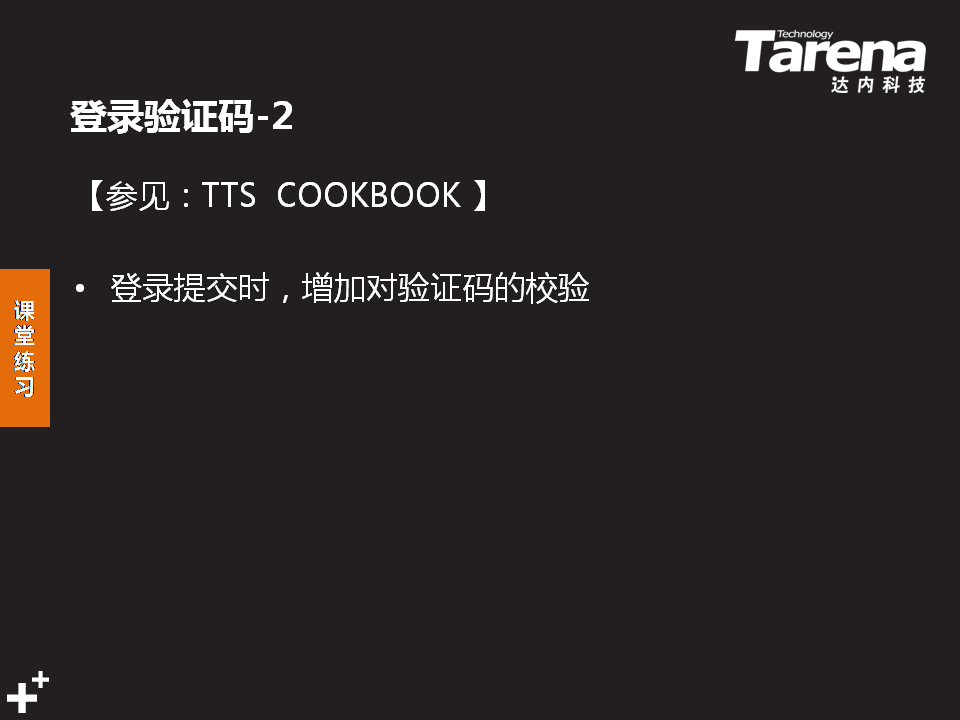 Technology
Tarena
达内科技
登录验证码-2
【参见：TTS COOKBOOK】
• 登录提交时，增加对验证码的校验
课
堂
练
习